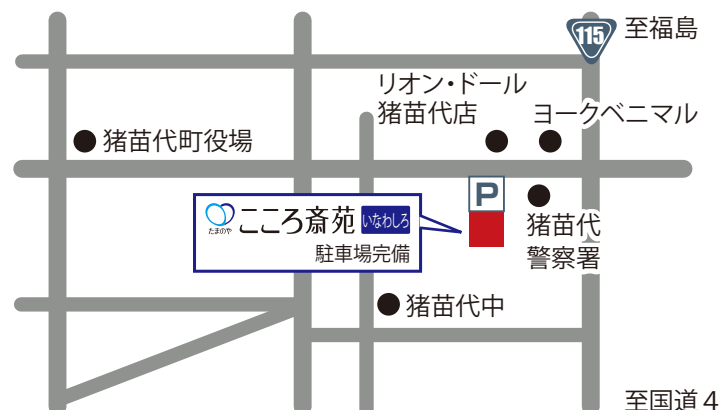 115
至福島
リオン・ドール
猪苗代店
ヨークベニマル
猪苗代町役場
P
たまのや
こころ斎苑 いなわしろ
駐車場完備
猪苗代
警察署
猪苗代中
至国道4